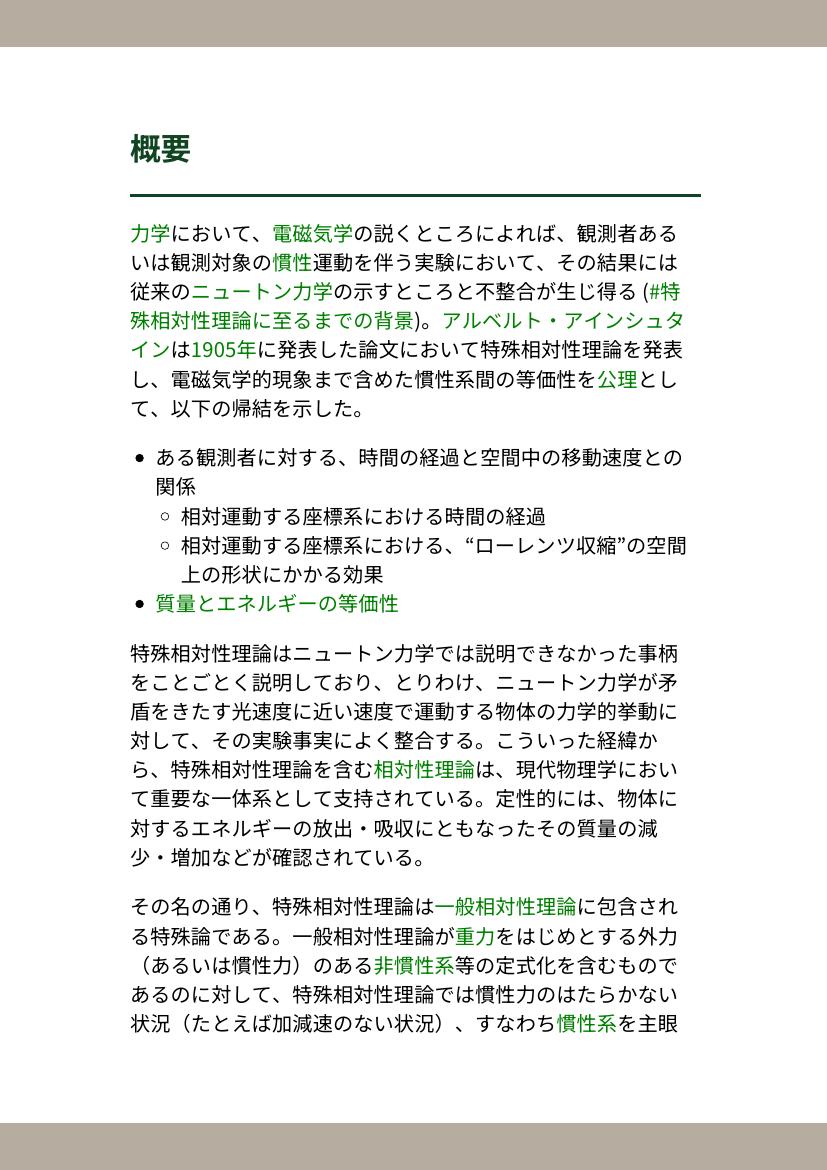 概要
力学において、電磁気学の説くところによれば、観測者ある
いは観測対象の慣性運動を伴う実験において、その結果には
従来のニュートン力学の示すところと不整合が生じ得る (#特
殊相対性理論に至るまでの背景)。アルベルト・アインシュタ
インは1905年に発表した論文において特殊相対性理論を発表
し、電磁気学的現象まで含めた慣性系間の等価性を公理とし
て、以下の帰結を示した。
• ある観測者に対する、時間の経過と空間中の移動速度との
関係
◦ 相対運動する座標系における時間の経過
◦ 相対運動する座標系における、“ローレンツ収縮”の空間
上の形状にかかる効果
• 質量とエネルギーの等価性
特殊相対性理論はニュートン力学では説明できなかった事柄
をことごとく説明しており、とりわけ、ニュートン力学が矛
盾をきたす光速度に近い速度で運動する物体の力学的挙動に
対して、その実験事実によく整合する。こういった経緯か
ら、特殊相対性理論を含む相対性理論は、現代物理学におい
て重要な一体系として支持されている。定性的には、物体に
対するエネルギーの放出・吸収にともなったその質量の減
少・増加などが確認されている。
その名の通り、特殊相対性理論は一般相対性理論に包含され
る特殊論である。一般相対性理論が重力をはじめとする外力
（あるいは慣性力）のある非慣性系等の定式化を含むもので
あるのに対して、特殊相対性理論では慣性力のはたらかない
状況（たとえば加減速のない状況）、すなわち慣性系を主眼